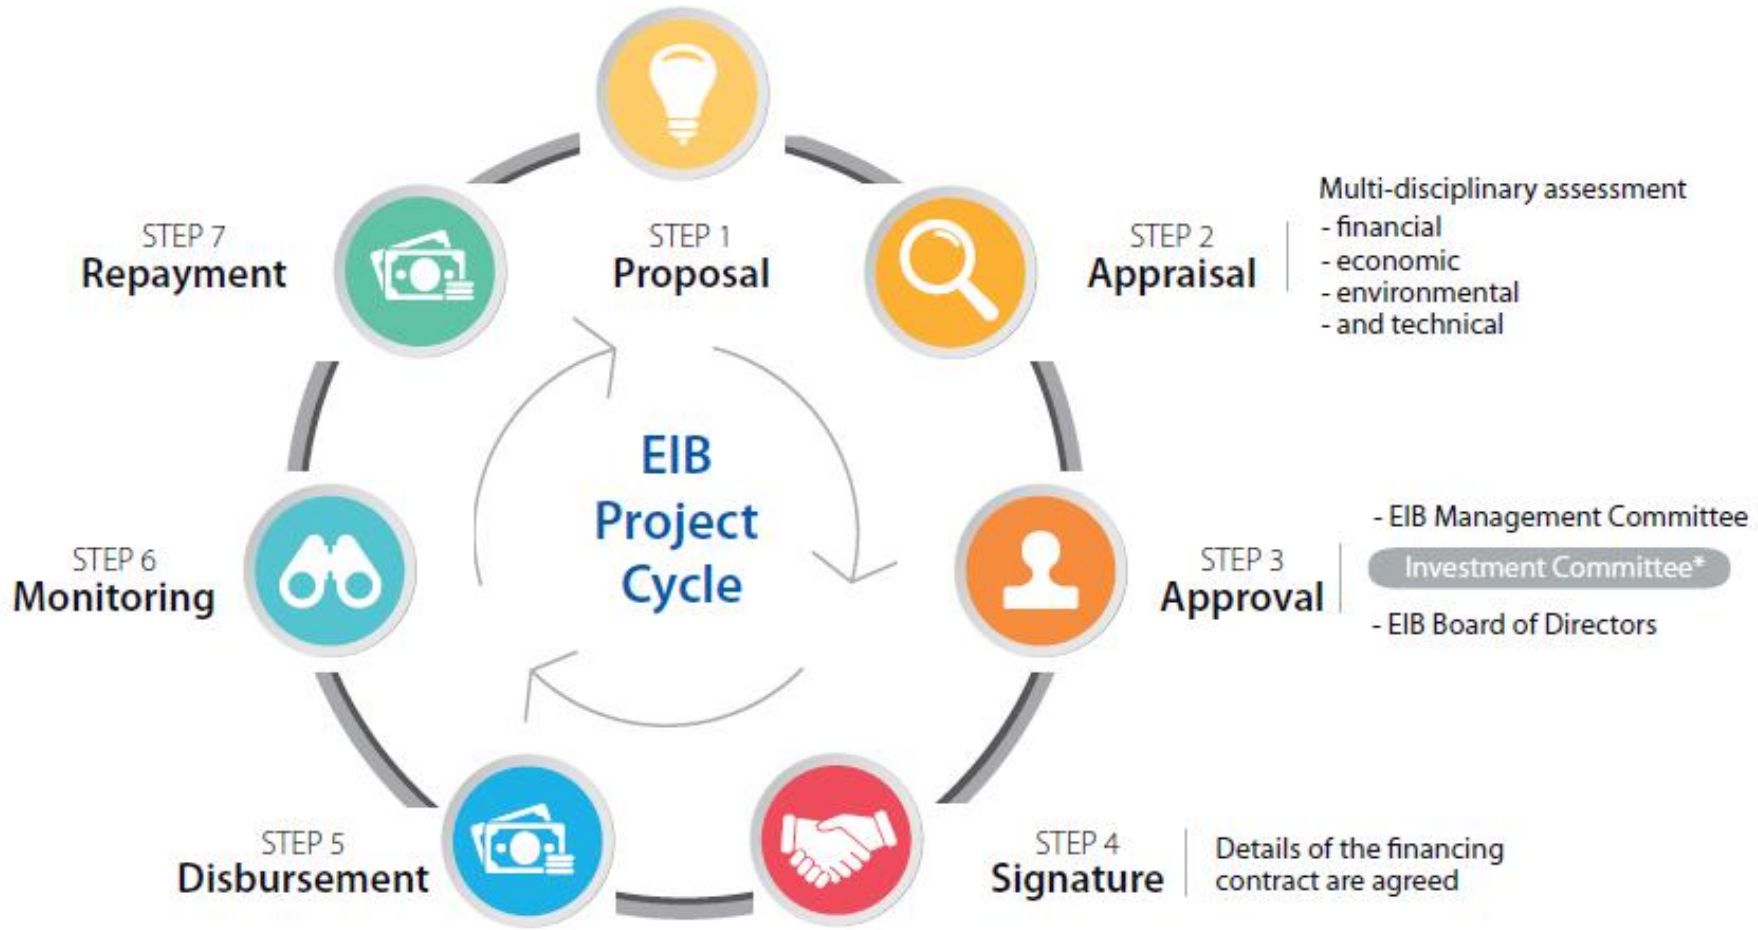 STEP 1
Proposal
STEP 2
Appraisal
Multi-disciplinary assessment
- financial
- economic
- environmental
- and technical
STEP 3
Approval
- EIB Management Committee
Investment Committee*
- EIB Board of Directors
STEP 4
Signature
Details of the financing
contract are agreed
STEP 5
Disbursement
STEP 6
Monitoring
STEP 7
Repayment
EIB
Project
Cycle